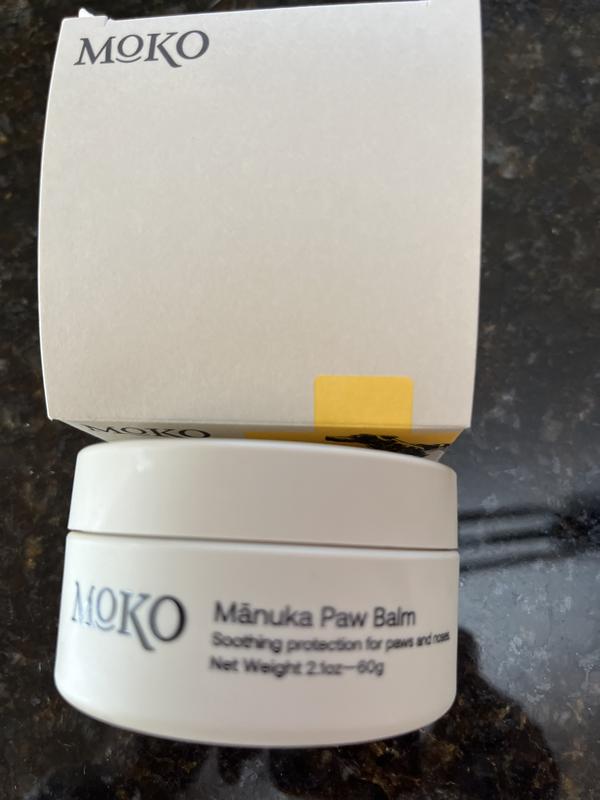 MOKO
MOKO
MOKO
Mānuka Paw Balm
Soothing protection for paws and noses.
Net Weight 2.1oz—60g